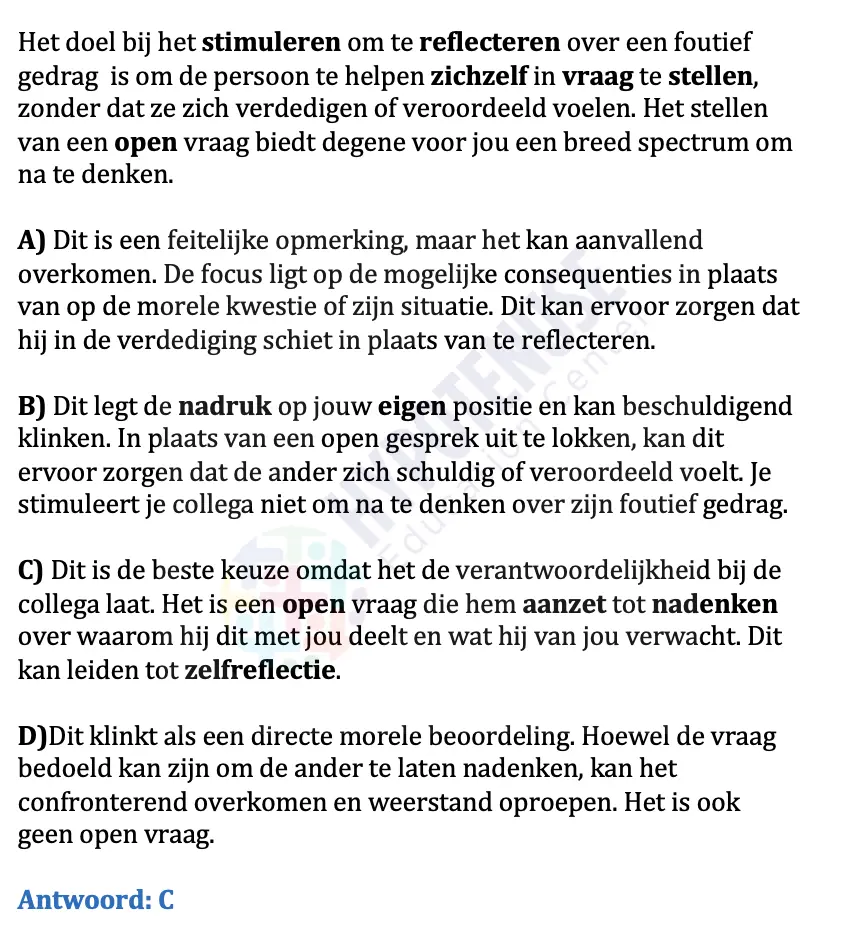 Het doel bij het stimuleren om te reflecteren over een foutief
gedrag is om de persoon te helpen zichzelf in vraag te stellen,
zonder dat ze zich verdedigen of veroordeeld voelen. Het stellen
van een open vraag biedt degene voor jou een breed spectrum om
na te denken.
A) Dit is een feitelijke opmerking, maar het kan aanvallend
overkomen. De focus ligt op de mogelijke consequenties in plaats
van op de morele kwestie of zijn situatie. Dit kan ervoor zorgen dat
hij in de verdediging schiet in plaats van te reflecteren.
B) Dit legt de nadruk op jouw eigen positie en kan beschuldigend
klinken. In plaats van een open gesprek uit te lokken, kan dit
ervoor zorgen dat de ander zich schuldig of veroordeeld voelt. Je
stimuleert je collega niet om na te denken over zijn foutief gedrag.
C) Dit is de beste keuze omdat het de verantwoordelijkheid bij de
collega laat. Het is een open vraag die hem aanzet tot nadenken
over waarom hij dit met jou deelt en wat hij van jou verwacht. Dit
kan leiden tot zelfreflectie.
D)Dit klinkt als een directe morele beoordeling. Hoewel de vraag
bedoeld kan zijn om de ander te laten nadenken, kan het
confronterend overkomen en weerstand oproepen. Het is ook
geen open vraag.
Antwoord: C
HYPOTENUSE
Education Center